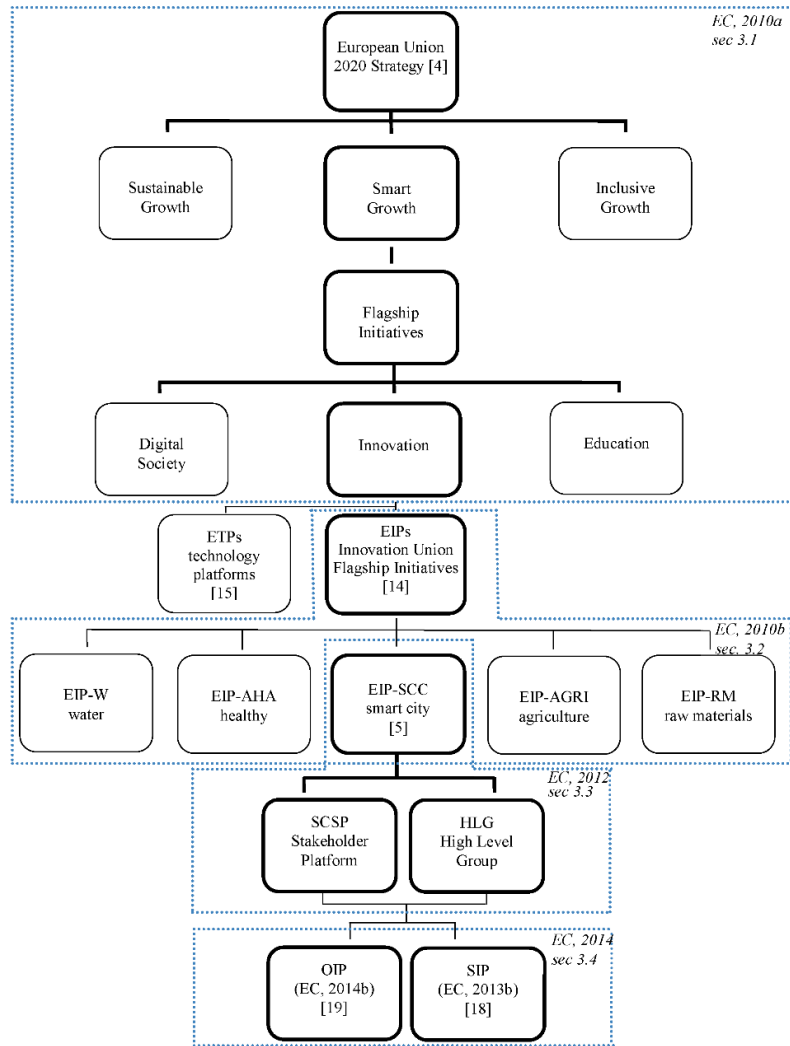 EC, 2010a
sec 3.1
European Union
2020 Strategy [4]
Sustainable
Growth
Smart
Growth
Inclusive
Growth
Flagship
Initiatives
Digital
Society
Innovation
Education
ETPs
technology
platforms
[15]
EIPs
Innovation Union
Flagship Initiatives
[14]
EC, 2010b
sec. 3.2
EIP-W
water
EIP-AHA
healthy
EIP-SCC
smart city
[5]
EIP-AGRI
agriculture
EIP-RM
raw materials
EC, 2012
sec 3.3
SCSP
Stakeholder
Platform
HLG
High Level
Group
EC, 2014
sec 3.4
OIP
(EC, 2014b)
[19]
SIP
(EC, 2013b)
[18]